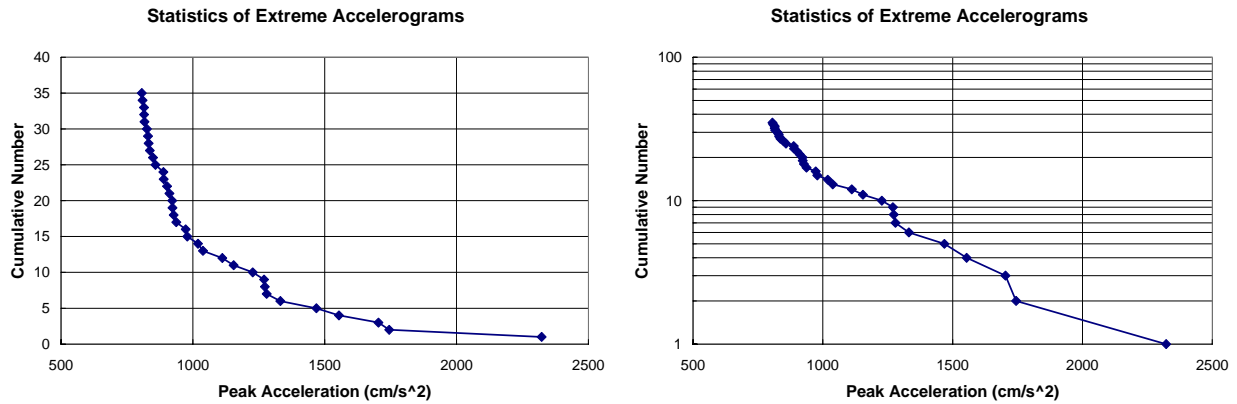 Statistics of Extreme Accelerograms
40
35
30
25
20
15
10
5
0
Cumulative Number
500 1000 1500 2000 2500
Peak Acceleration (cm/s^2)
Statistics of Extreme Accelerograms
100
10
1
Cumulative Number
500 1000 1500 2000 2500
Peak Acceleration (cm/s^2)